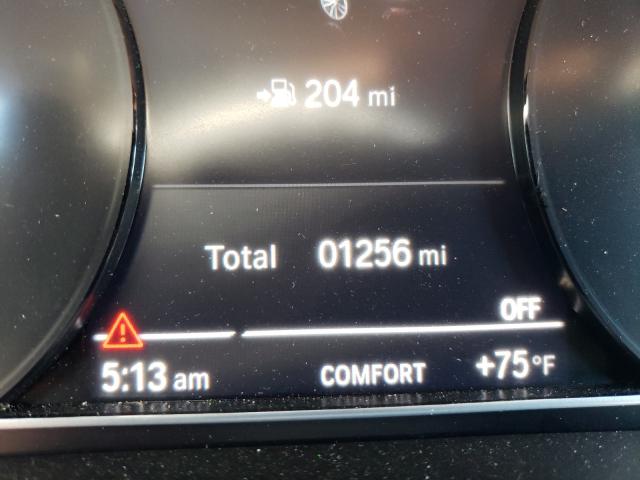 204 mi
Total 01256 mi
OFF
5:13 am COMFORT +75°F